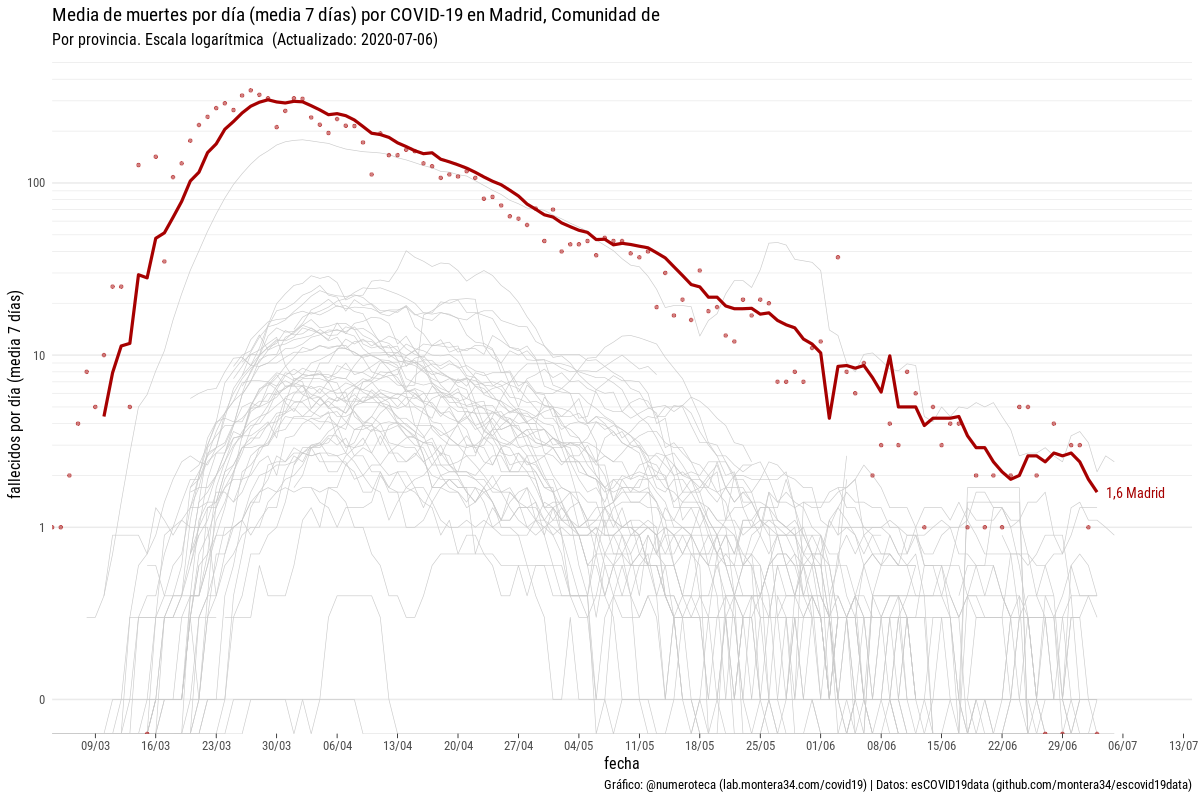 Media de muertes por día (media 7 días) por COVID-19 en Madrid, Comunidad de
Por provincia. Escala logarítmica  (Actualizado: 2020-07-06)
fallecidos por día (media  7 días)
100
10
1
0
1,6 Madrid
09/03 16/03 23/03 30/03 06/04 13/04 20/04 27/04 04/05 11/05 18/05 25/05 01/06 08/06 15/06 22/06 29/06 06/07 13/07
fecha
Gráfico: @numeroteca (lab.montera34.com/covid19) | Datos: esCOVID19data (github.com/montera34/escovid19data)